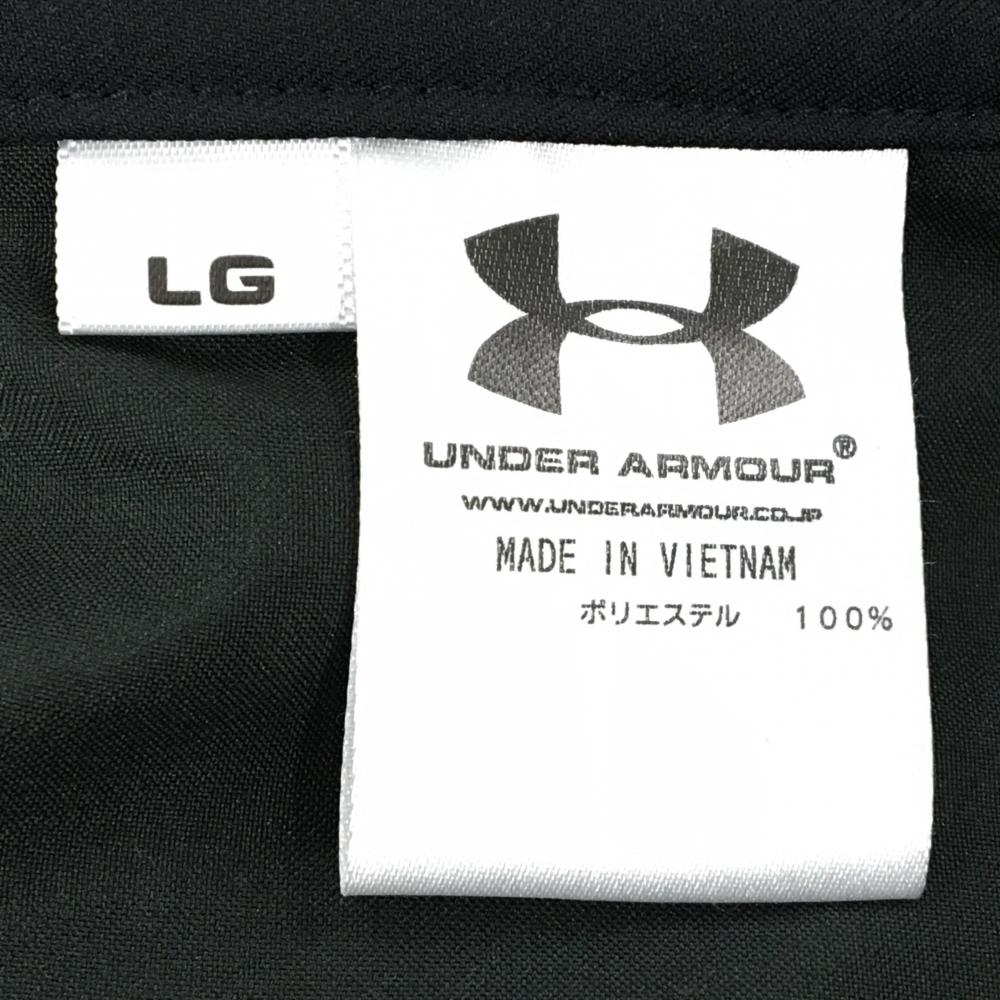 LG
UNDER ARMOUR®
WWW.UNDERARMOUR.CO.JP
MADE IN VIETNAM
ポリエステル 100%